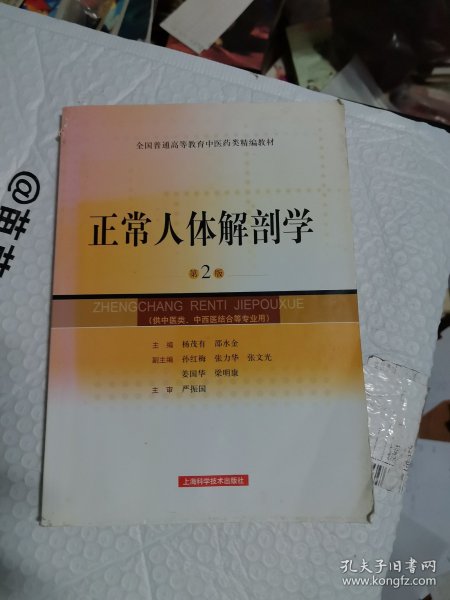 全国普通高等教育中医药类精编教材
正常人体解剖学
第2版
ZHENGCHANG RENTI JIEPOUXUE
(供中医类、中西医结合等专业用)
主 编 杨茂有 邵水金
副主编 孙红梅 张力华 张文光
姜国华 梁明康
主 审 严振国
上海科学技术出版社
@苗
孔夫子旧书网
www.kongfz.com